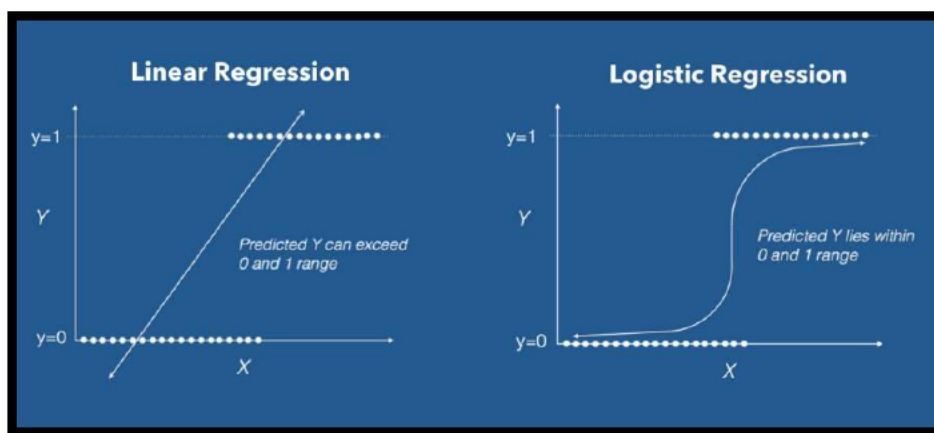 Linear Regression
y=1
Y
Predicted Y can exceed
0 and 1 range
y=0
X
Logistic Regression
y=1
Y
Predicted Y lies within
0 and 1 range
y=0
X